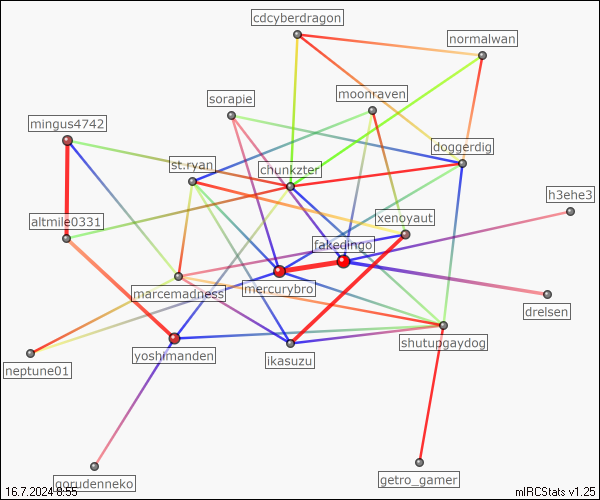 cdcyberdragon
normalwan
moonraven
sorapie
mingus4742
doggerdig
st.ryan
chunkzter
h3ehe3
xenoyaut
altmile0331
fakedingo
mercurybro
marcemadness
drelsen
shutupgaydog
yoshimanden
ikasuzu
neptune01
getro_gamer
gorudenneko
16.7.2024 8:55
mIRCStats v1.25